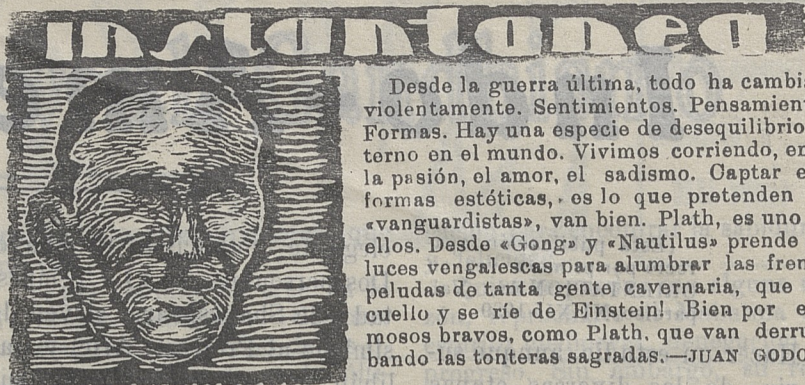 instantanea
Desde la guerra última, todo ha cambi
violentamente. Sentimientos. Pensamient
Formas. Hay una especie de desequilibrio
terno en el mundo. Vivimos corriendo, en
la pasión, el amor, el sadismo. Captar e
formas estéticas, es lo que pretenden
«vanguardistas», van bien. Plath, es uno
ellos. Desde «Gong» y «Nautilus» prende
luces vengalescas para alumbrar las fren
peludas de tanta gente cavernaria, que
cuello y se ríe de Einstein! Bien por e
mosos bravos, como Plath, que van derru
bando las tonteras sagradas.—JUAN GODO